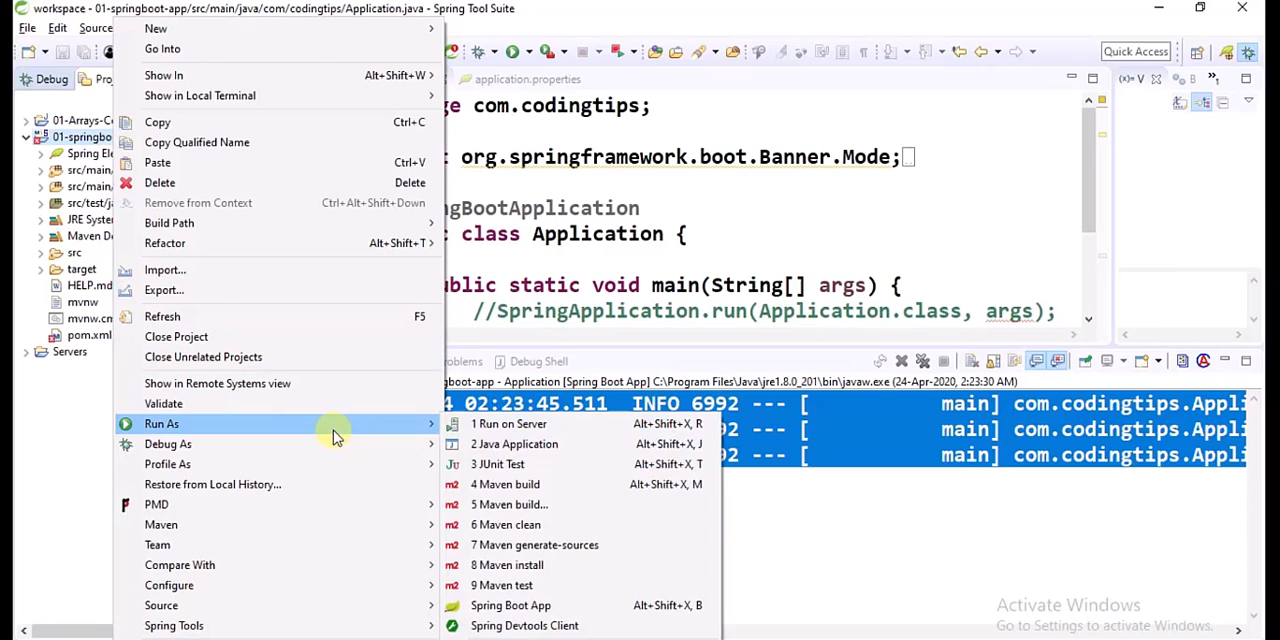 workspace - 01-springboot-app/src/main/java/com/codingtips/Application.java - Spring Tool Suite
File Edit Source
Quick Access
Debug
application.properties
(x)= V
B
01-Arrays-C
01-springbo
Spring Ele
src/main,
src/main,
src/test/j
JRE System
Maven De
src
target
HELP.md
mvnw
mvnw.cm
pom.xml
Servers
New
Go Into
Show In Alt+Shift+W
Show in Local Terminal
Copy Ctrl+C
Copy Qualified Name
Paste Ctrl+V
Delete Delete
Remove from Context Ctrl+Alt+Shift+Down
Build Path
Refactor Alt+Shift+T
Import...
Export...
Refresh F5
Close Project
Close Unrelated Projects
Show in Remote Systems view
Validate
Run As
Debug As
Profile As
Restore from Local History...
PMD
Maven
Team
Compare With
Configure
Source
Spring Tools
ge com.codingtips;
t org.springframework.boot.Banner.Mode;
ngBootApplication
c class Application {
ublic static void main(String[] args) {
//SpringApplication.run(Application.class, args);
oblems Debug Shell
gboot-app - Application [Spring Boot App] C:\Program Files\Java\jre1.8.0_201\bin\javaw.exe (24-Apr-2020, 2:23:30 AM)
4 02:23:45.511 INFO 6992 --- [ main] com.codingtips.Appli
92 --- [ main] com.codingtips.Appli
92 --- [ main] com.codingtips.Appli
1 Run on Server Alt+Shift+X, R
2 Java Application Alt+Shift+X, J
3 JUnit Test Alt+Shift+X, T
4 Maven build Alt+Shift+X, M
5 Maven build...
6 Maven clean
7 Maven generate-sources
8 Maven install
9 Maven test
Spring Boot App Alt+Shift+X, B
Spring Devtools Client
Activate Windows
Go to Settings to activate Windows.